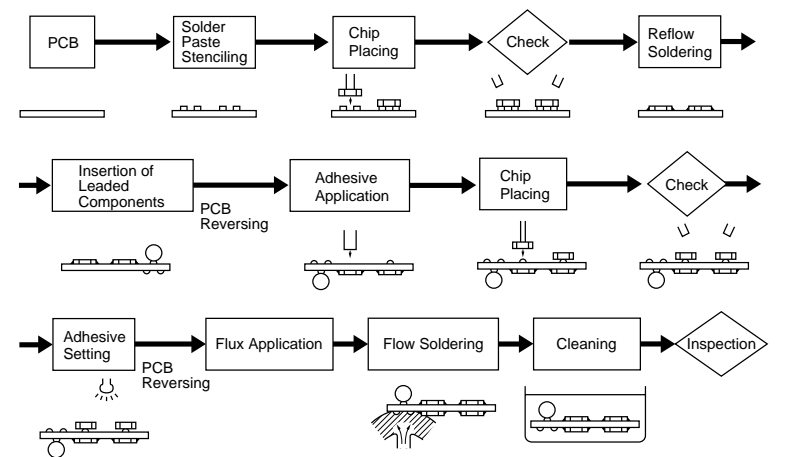 PCB
Solder
Paste
Stenciling
Chip
Placing
Check
Reflow
Soldering
Insertion of
Leaded
Components
PCB
Reversing
Adhesive
Application
Chip
Placing
Check
Adhesive
Setting
PCB
Reversing
Flux Application
Flow Soldering
Cleaning
Inspection